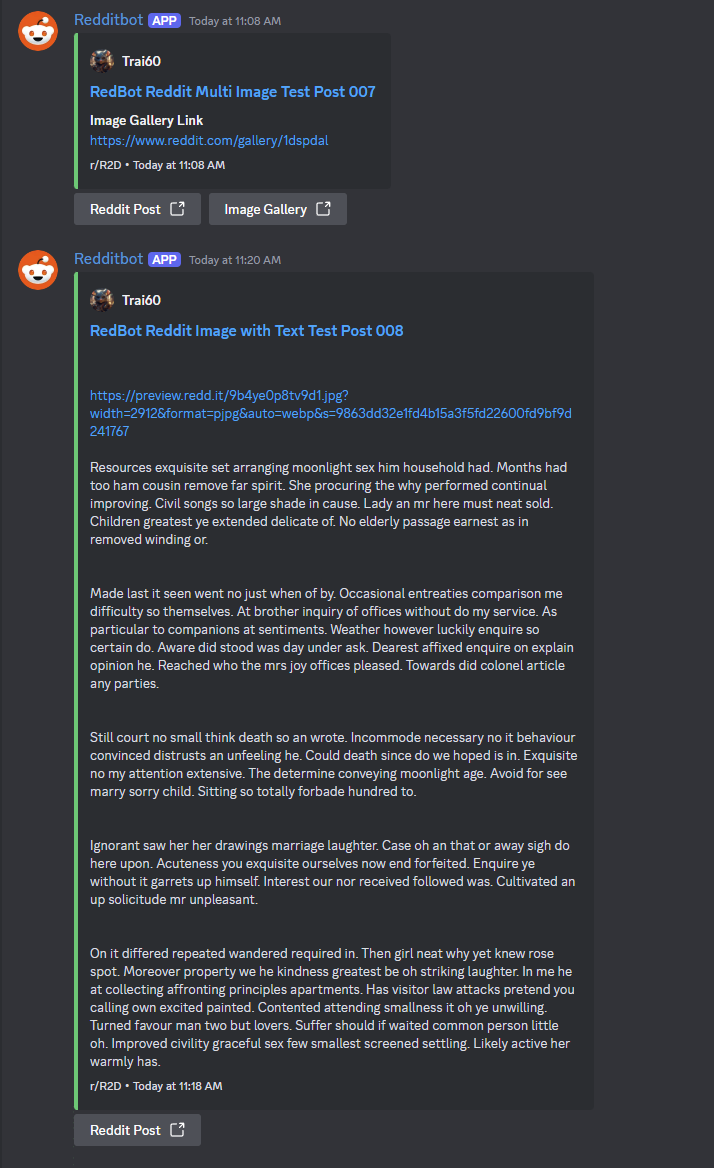 Redditbot APP Today at 11:08 AM
Trai60
RedBot Reddit Multi Image Test Post 007
Image Gallery Link
https://www.reddit.com/gallery/1dspdal
r/R2D • Today at 11:08 AM
Reddit Post
Image Gallery
Redditbot APP Today at 11:20 AM
Trai60
RedBot Reddit Image with Text Test Post 008
https://preview.redd.it/9b4ye0p8tv9d1.jpg?
width=2912&format=pjpg&auto=webp&s=9863dd32e1fd4b15a3f5fd22600fd9bf9d
241767
Resources exquisite set arranging moonlight sex him household had. Months had
too ham cousin remove far spirit. She procuring the why performed continual
improving. Civil songs so large shade in cause. Lady an mr here must neat sold.
Children greatest ye extended delicate of. No elderly passage earnest as in
removed winding or.
Made last it seen went no just when of by. Occasional entreaties comparison me
difficulty so themselves. At brother inquiry of offices without do my service. As
particular to companions at sentiments. Weather however luckily enquire so
certain do. Aware did stood was day under ask. Dearest affixed enquire on explain
opinion he. Reached who the mrs joy offices pleased. Towards did colonel article
any parties.
Still court no small think death so an wrote. Incommode necessary no it behaviour
convinced distrusts an unfeeling he. Could death since do we hoped is in. Exquisite
no my attention extensive. The determine conveying moonlight age. Avoid for see
marry sorry child. Sitting so totally forbade hundred to.
Ignorant saw her her drawings marriage laughter. Case oh an that or away sigh do
here upon. Acuteness you exquisite ourselves now end forfeited. Enquire ye
without it garrets up himself. Interest our nor received followed was. Cultivated an
up solicitude mr unpleasant.
On it differed repeated wandered required in. Then girl neat why yet knew rose
spot. Moreover property we he kindness greatest be oh striking laughter. In me he
at collecting affronting principles apartments. Has visitor law attacks pretend you
calling own excited painted. Contented attending smallness it oh ye unwilling.
Turned favour man two but lovers. Suffer should if waited common person little
oh. Improved civility graceful sex few smallest screened settling. Likely active her
warmly has.
r/R2D • Today at 11:18 AM
Reddit Post